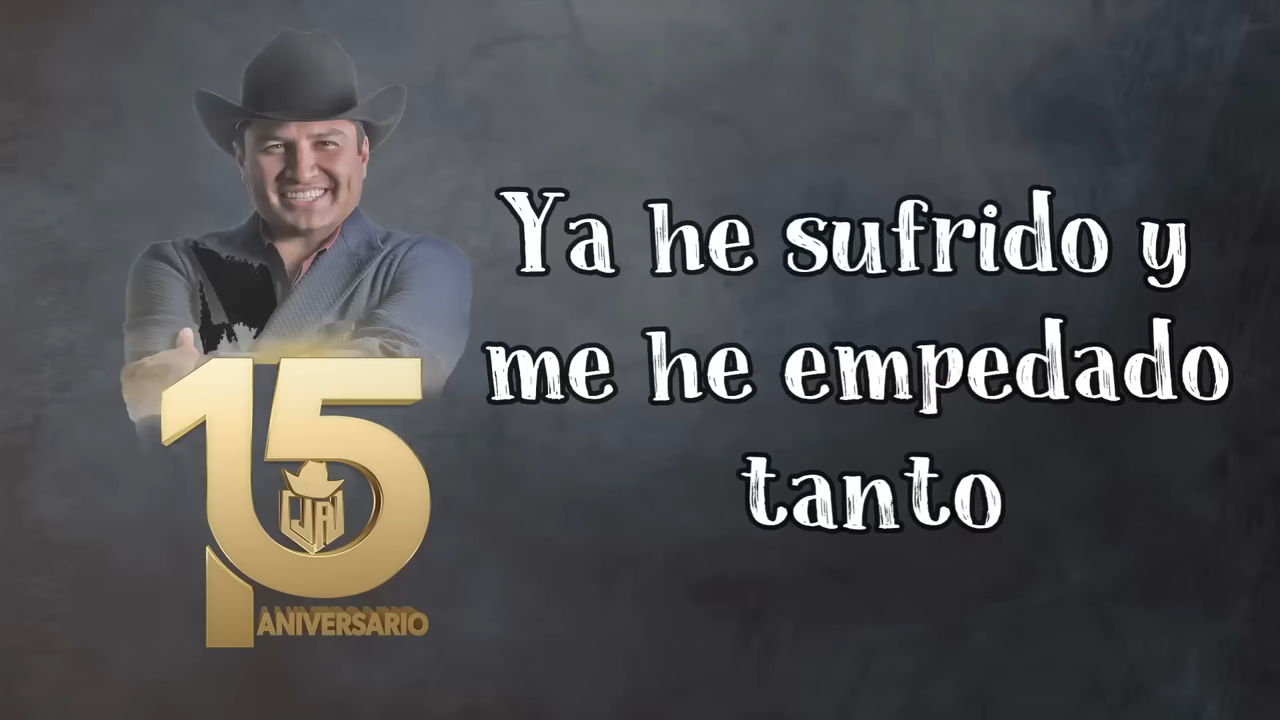 Ya he sufrido y
me he empedado
tanto
15
JA
ANIVERSARIO